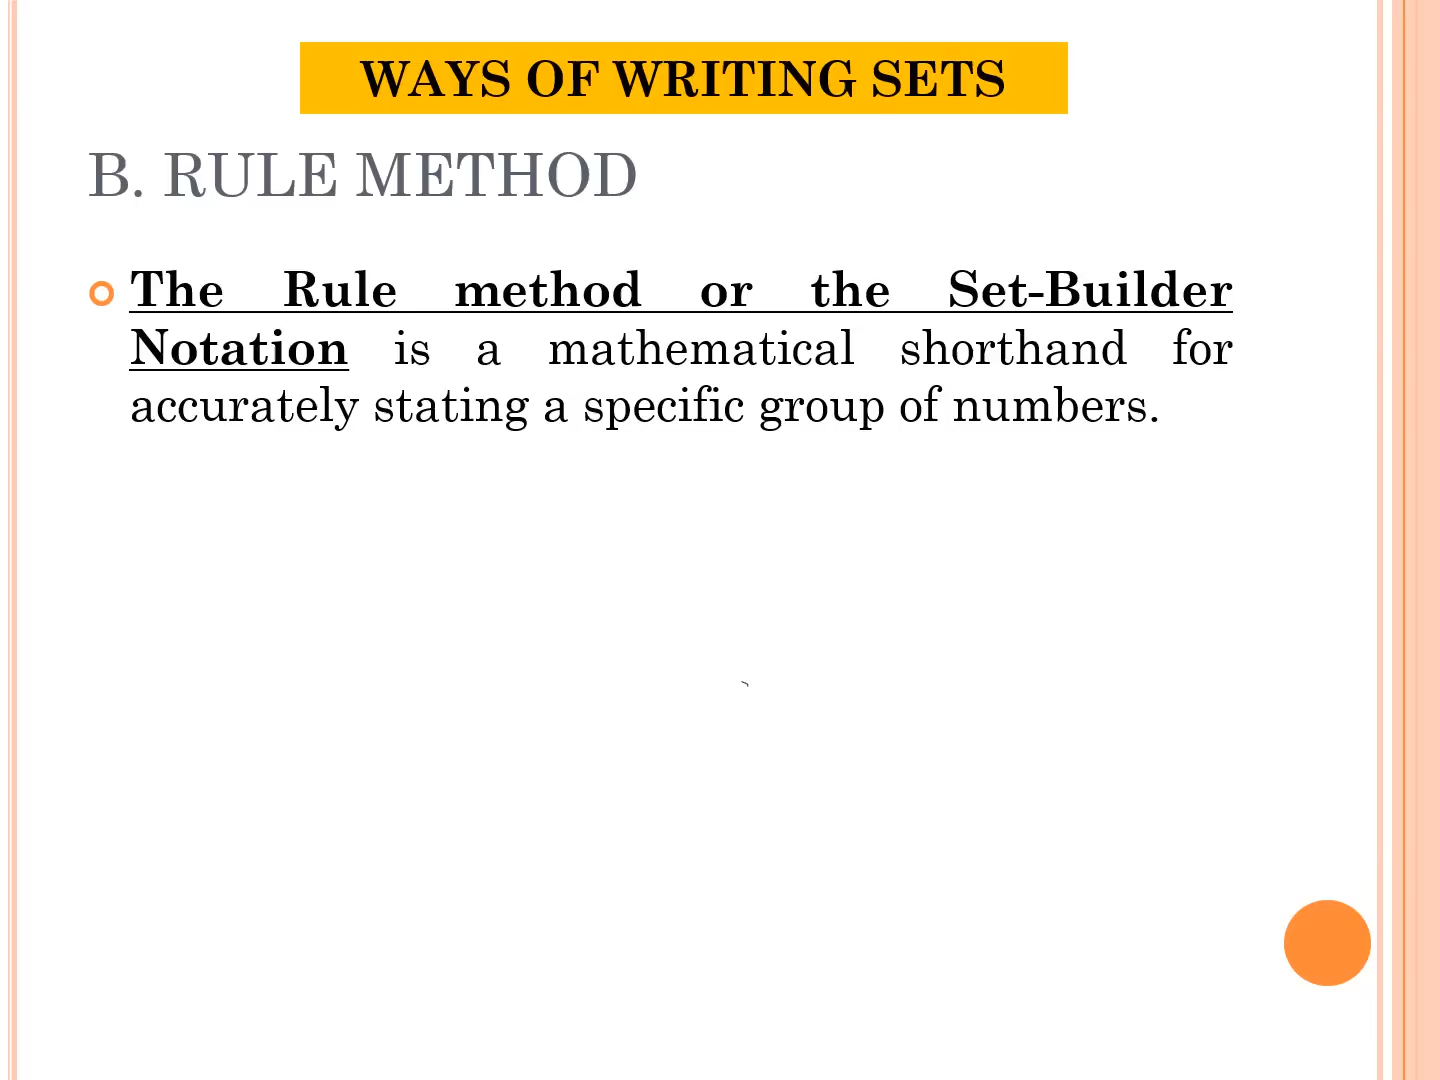 WAYS OF WRITING SETS
B. RULE METHOD
The Rule method or the Set-Builder
Notation is a mathematical shorthand for
accurately stating a specific group of numbers.